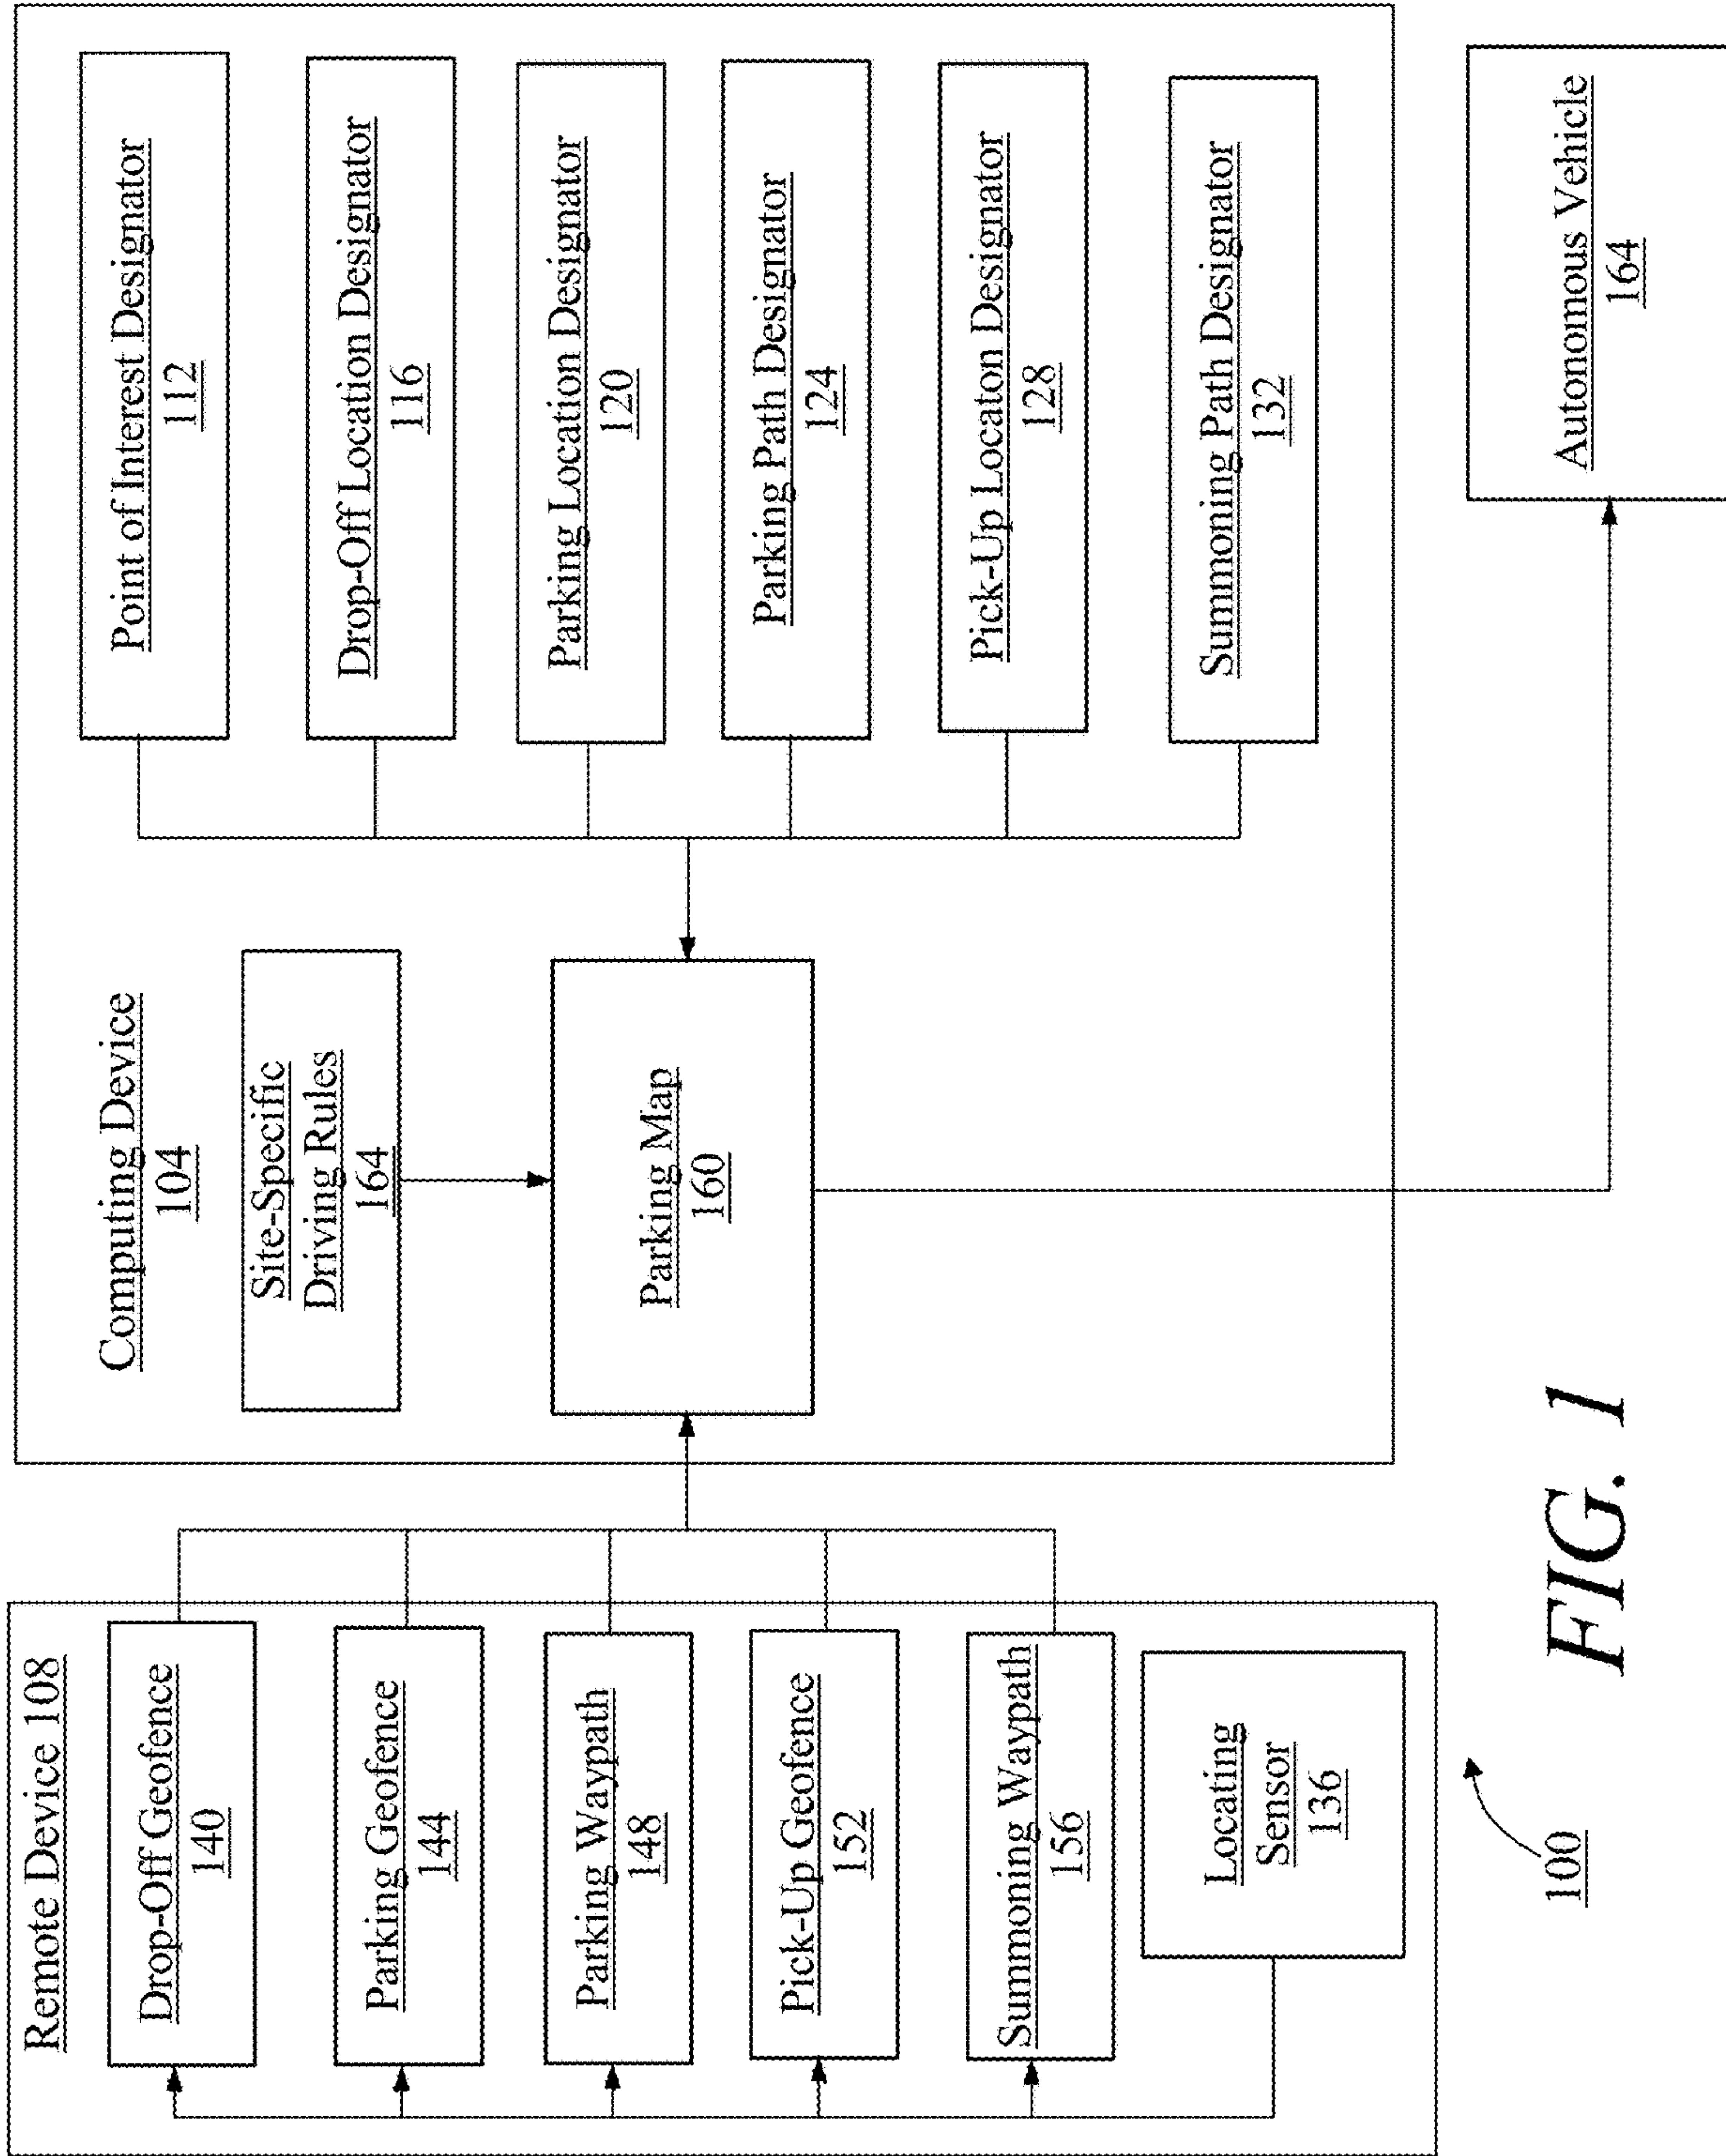 Remote Device 108
Drop-Off Geofence
140
Parking Geofence
144
Parking Waypath
148
Pick-Up Geofence
152
Summoning Waypath
156
Locating
Sensor
136
Computing Device
104
Site-Specific
Driving Rules
164
Parking Map
160
Point of Interest Designator
112
Drop-Off Location Designator
116
Parking Location Designator
120
Parking Path Designator
124
Pick-Up Locaton Designator
128
Summoning Path Designator
132
Autonomous Vehicle
164
100
FIG. 1